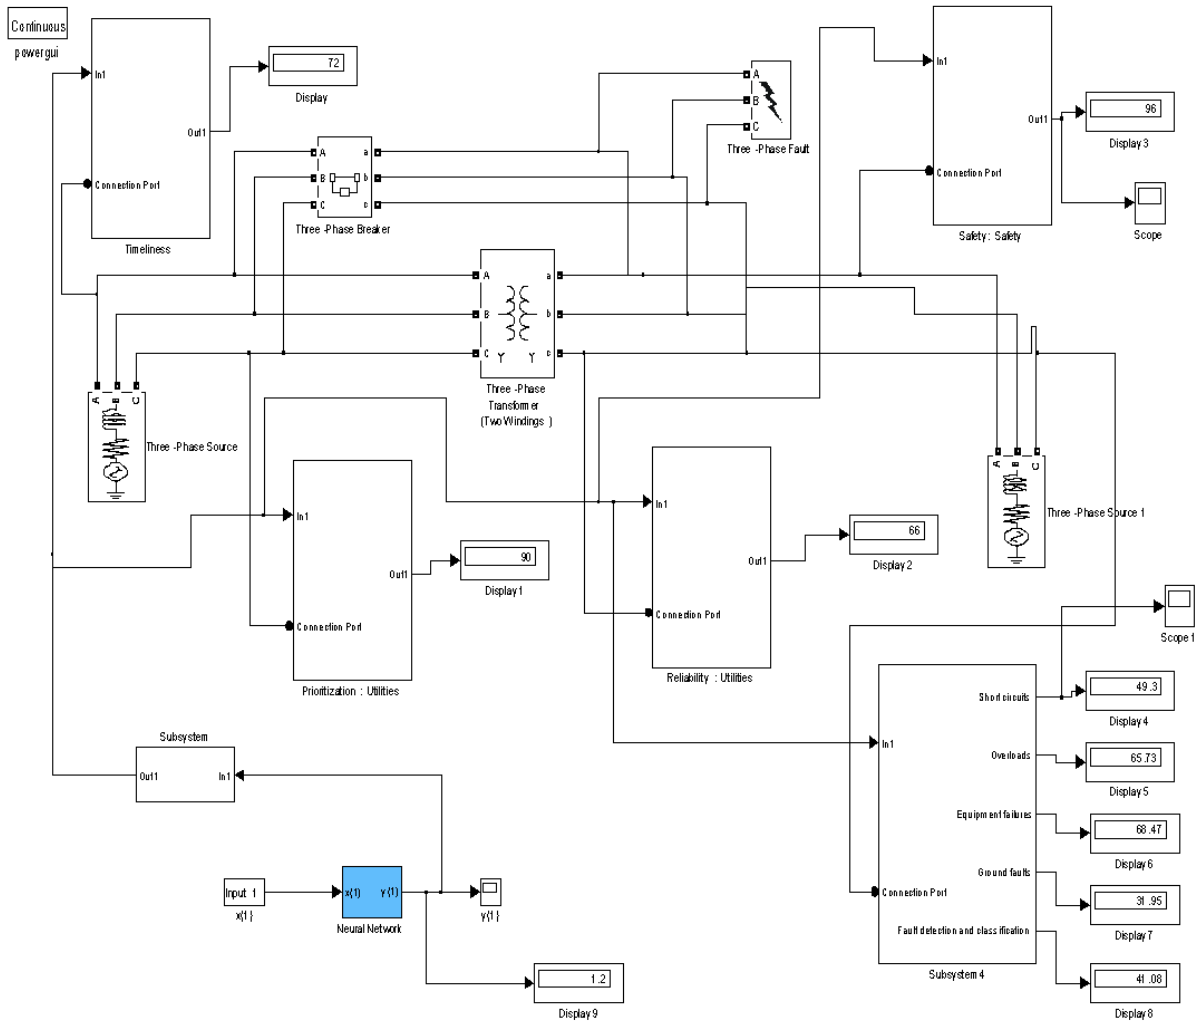 Continuous
powergui
In1
Out1
Connection Port
Timeliness
72
Display
A
B
C
a
b
c
Three -Phase Breaker
A
B
C
Three -Phase Fault
In1
Out1
Connection Port
Safety : Safety
96
Display 3
Scope
A
B
C
a
b
c
Y Y
Three -Phase
Transformer
(Two Windings )
A B C
Three -Phase Source
A B C
Three -Phase Source 1
In1
Out1
Connection Port
Prioritization : Utilities
90
Display 1
In1
Out1
Connection Port
Reliability : Utilities
66
Display 2
Scope 1
In1
Connection Port
Short circuits
Overloads
Equipment failures
Ground faults
Fault detection and classification
Subsystem 4
49.3
Display 4
65.73
Display 5
68.47
Display 6
31.95
Display 7
41.08
Display 8
Subsystem
Out1 In1
Input 1
x{1}
x{1} y{1}
Neural Network
y{1}
1.2
Display 9